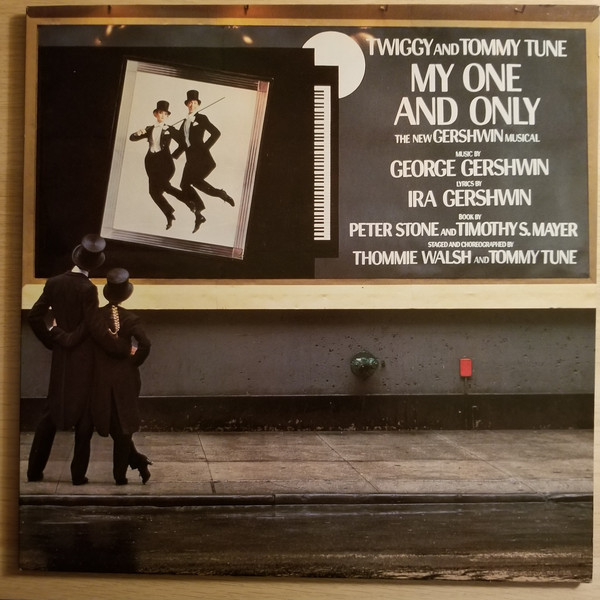 TWIGGY AND TOMMY TUNE
MY ONE
AND ONLY
THE NEW GERSHWIN MUSICAL
MUSIC BY
GEORGE GERSHWIN
LYRICS BY
IRA GERSHWIN
BOOK BY
PETER STONE AND TIMOTHY S. MAYER
STAGED AND CHOREOGRAPHED BY
THOMMIE WALSH AND TOMMY TUNE